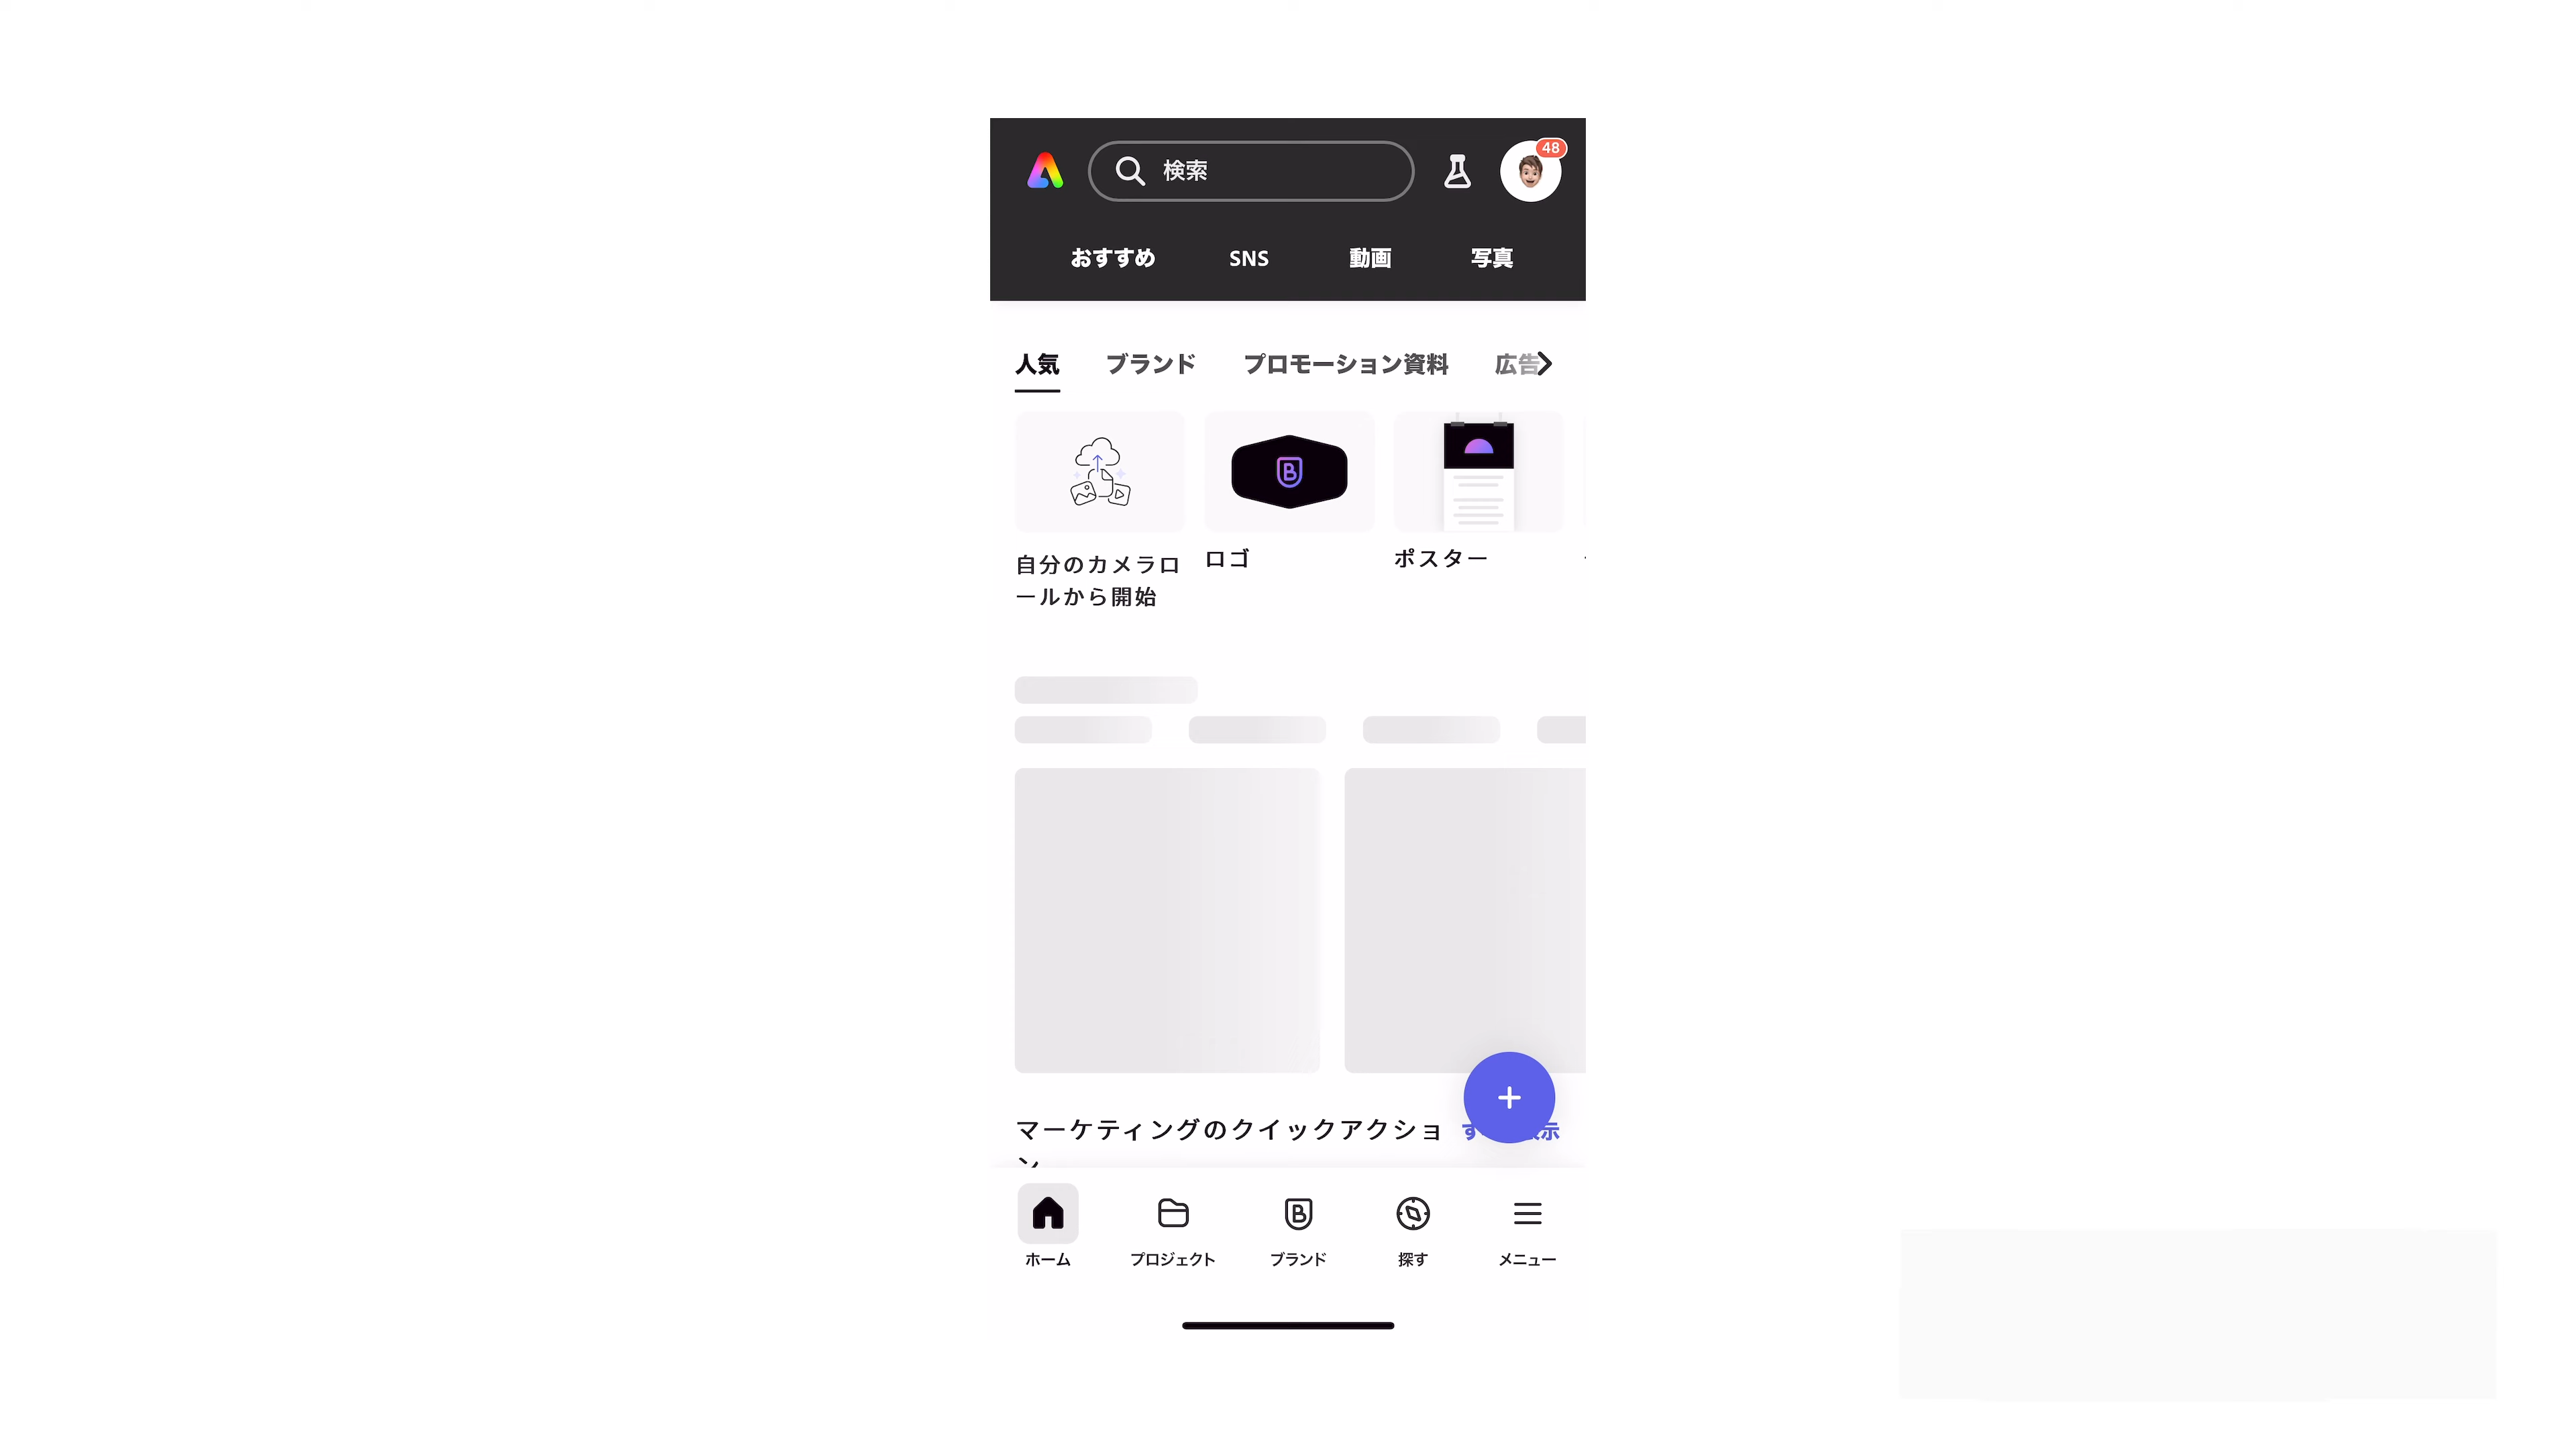 検索
48
おすすめ
SNS
動画
写真
人気
ブランド
プロモーション資料
広告
自分のカメラロ
ールから開始
ロゴ
ポスター
マーケティングのクイックアクショ
ン
ホーム
プロジェクト
ブランド
探す
メニュー